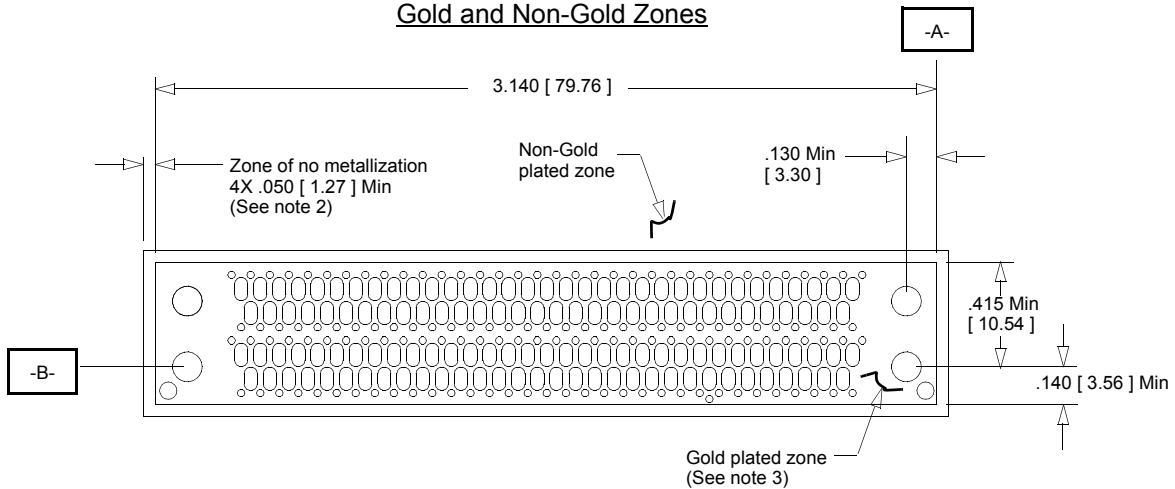 Gold and Non-Gold Zones
-A-
3.140 [ 79.76 ]
Zone of no metallization
4X .050 [ 1.27 ] Min
(See note 2)
Non-Gold
plated zone
.130 Min
[ 3.30 ]
.415 Min
[ 10.54 ]
-B-
.140 [ 3.56 ] Min
Gold plated zone
(See note 3)